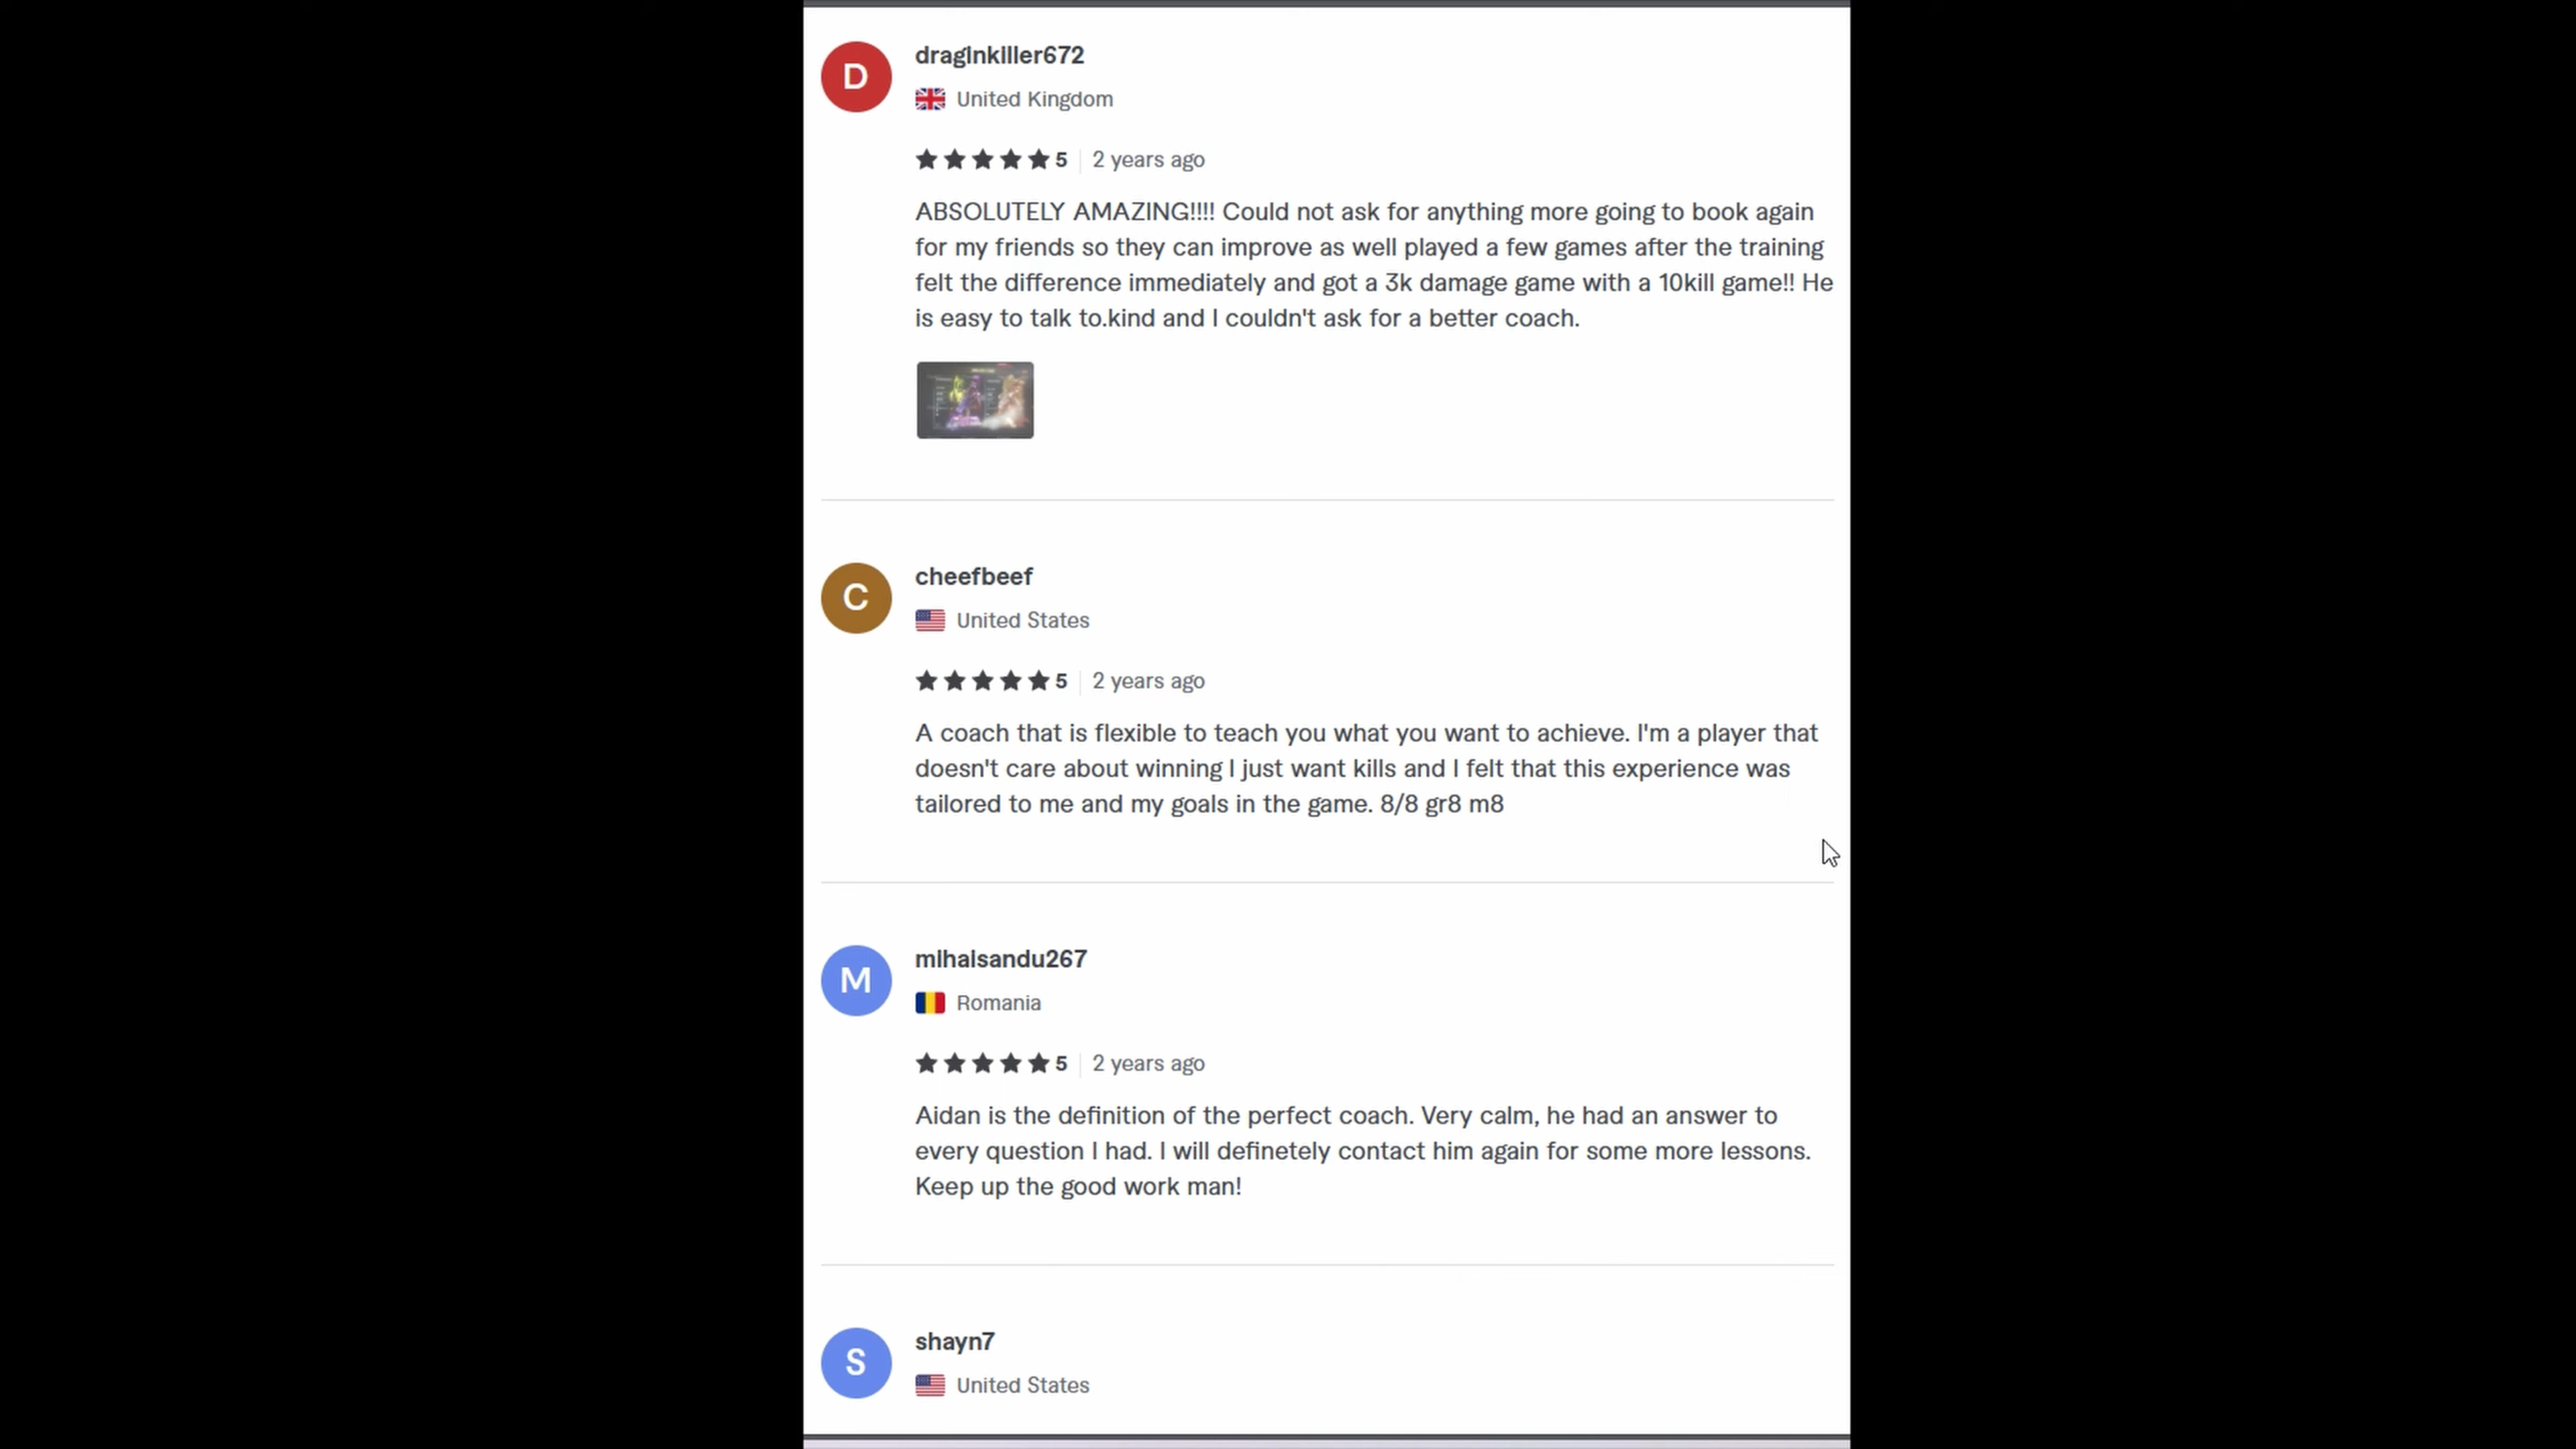 D
draginkiller672
United Kingdom
5 2 years ago
ABSOLUTELY AMAZING!!!! Could not ask for anything more going to book again
for my friends so they can improve as well played a few games after the training
felt the difference immediately and got a 3k damage game with a 10kill game!! He
is easy to talk to.kind and I couldn't ask for a better coach.
C
cheefbeef
United States
5 2 years ago
A coach that is flexible to teach you what you want to achieve. I'm a player that
doesn't care about winning I just want kills and I felt that this experience was
tailored to me and my goals in the game. 8/8 gr8 m8
M
mihaisandu267
Romania
5 2 years ago
Aidan is the definition of the perfect coach. Very calm, he had an answer to
every question I had. I will definetely contact him again for some more lessons.
Keep up the good work man!
S
shayn7
United States